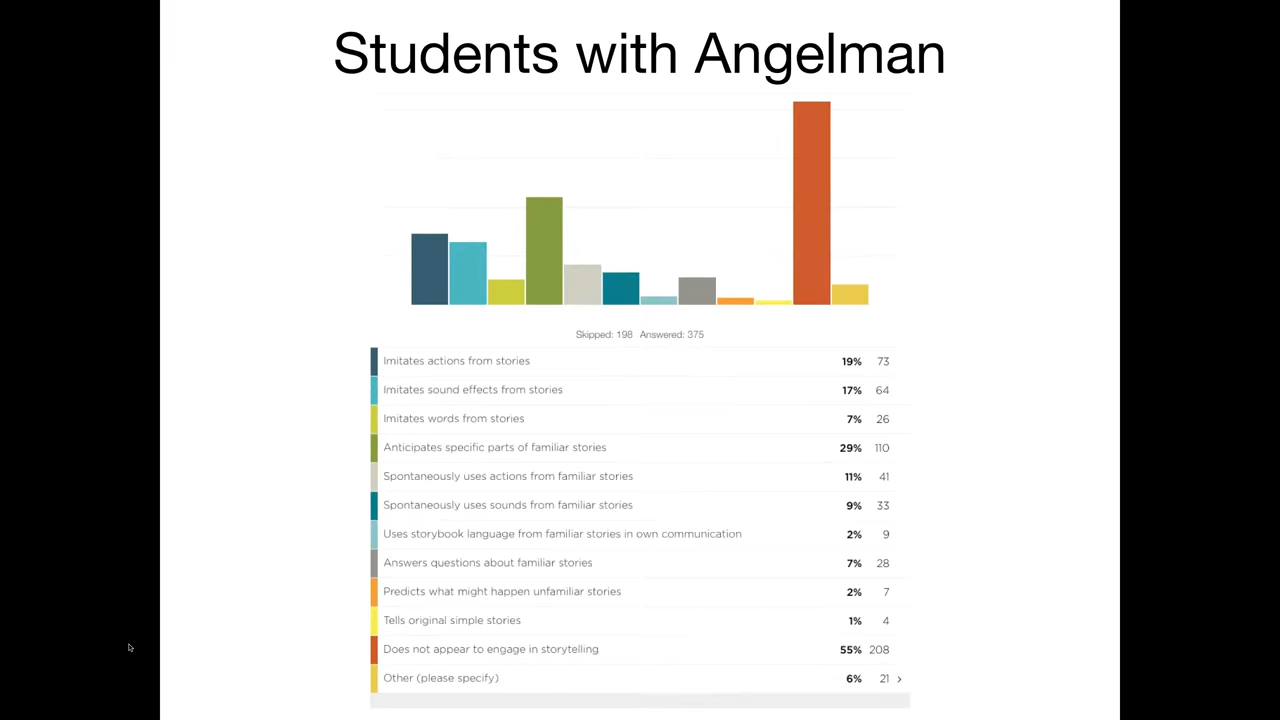 Students with Angelman
Skipped: 198 Answered: 375
Imitates actions from stories 19% 73
Imitates sound effects from stories 17% 64
Imitates words from stories 7% 26
Anticipates specific parts of familiar stories 29% 110
Spontaneously uses actions from familiar stories 11% 41
Spontaneously uses sounds from familiar stories 9% 33
Uses storybook language from familiar stories in own communication 2% 9
Answers questions about familiar stories 7% 28
Predicts what might happen unfamiliar stories 2% 7
Tells original simple stories 1% 4
Does not appear to engage in storytelling 55% 208
Other (please specify) 6% 21 >